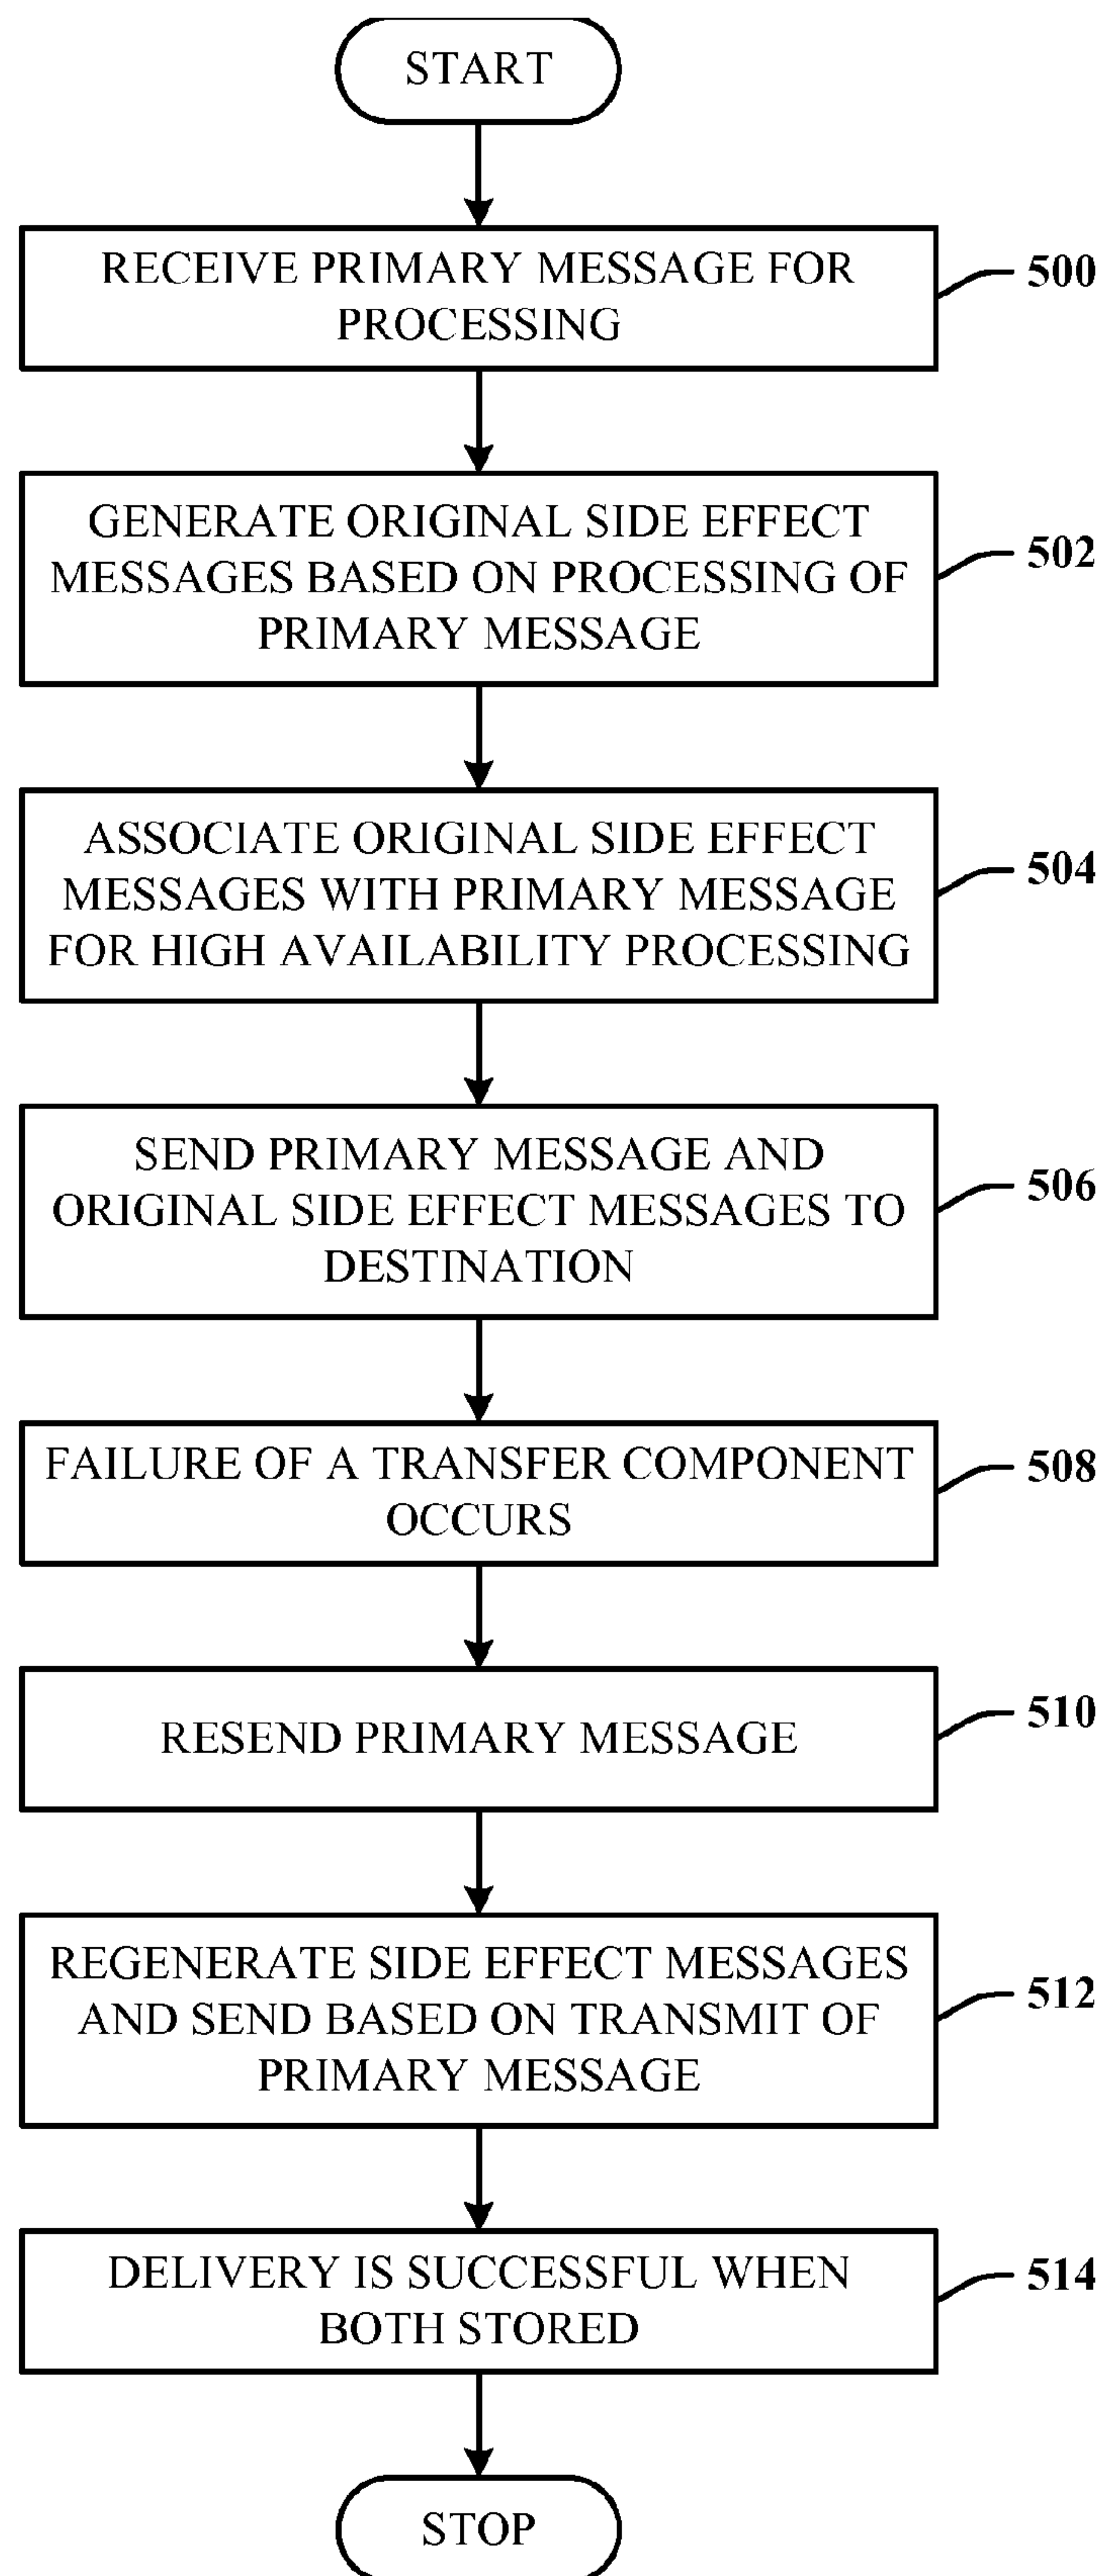 START
RECEIVE PRIMARY MESSAGE FOR
PROCESSING
500
GENERATE ORIGINAL SIDE EFFECT
MESSAGES BASED ON PROCESSING OF
PRIMARY MESSAGE
502
ASSOCIATE ORIGINAL SIDE EFFECT
MESSAGES WITH PRIMARY MESSAGE
FOR HIGH AVAILABILITY PROCESSING
504
SEND PRIMARY MESSAGE AND
ORIGINAL SIDE EFFECT MESSAGES TO
DESTINATION
506
FAILURE OF A TRANSFER COMPONENT
OCCURS
508
RESEND PRIMARY MESSAGE
510
REGENERATE SIDE EFFECT MESSAGES
AND SEND BASED ON TRANSMIT OF
PRIMARY MESSAGE
512
DELIVERY IS SUCCESSFUL WHEN
BOTH STORED
514
STOP